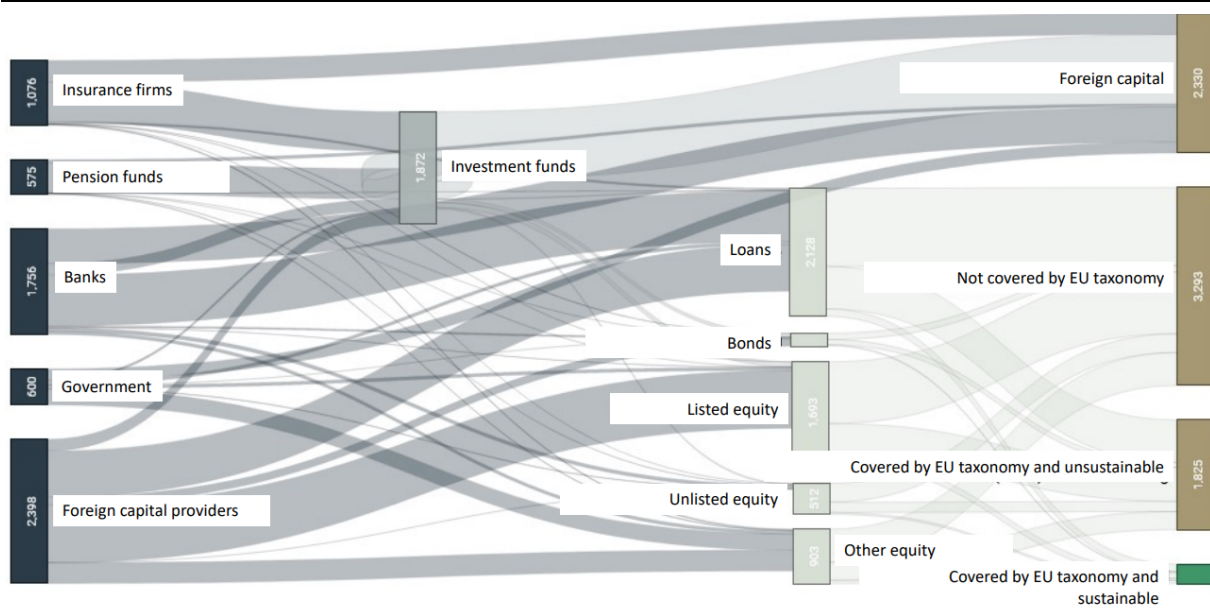 1,076
Insurance firms
575
Pension funds
1,756
Banks
600
Government
2,398
Foreign capital providers
1,872
Investment funds
Loans
2,128
Bonds
Listed equity
1,593
Unlisted equity
512
903
Other equity
Foreign capital
2,330
Not covered by EU taxonomy
3,293
Covered by EU taxonomy and unsustainable
1,825
Covered by EU taxonomy and
sustainable